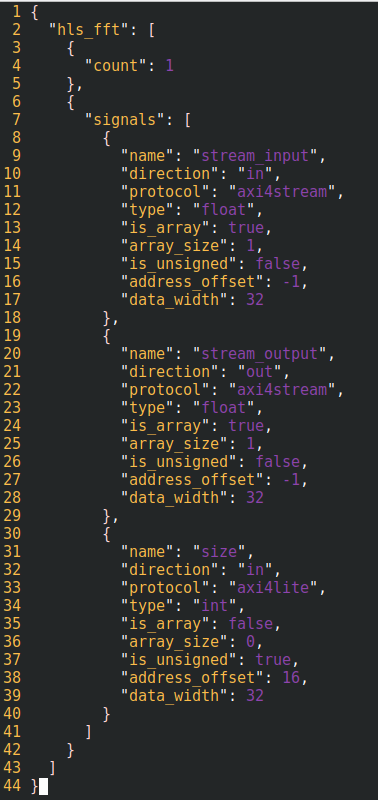 1 {
2   "hls_fft": [
3     {
4       "count": 1
5     },
6     {
7       "signals": [
8         {
9           "name": "stream_input",
10           "direction": "in",
11           "protocol": "axi4stream",
12           "type": "float",
13           "is_array": true,
14           "array_size": 1,
15           "is_unsigned": false,
16           "address_offset": -1,
17           "data_width": 32
18         },
19         {
20           "name": "stream_output",
21           "direction": "out",
22           "protocol": "axi4stream",
23           "type": "float",
24           "is_array": true,
25           "array_size": 1,
26           "is_unsigned": false,
27           "address_offset": -1,
28           "data_width": 32
29         },
30         {
31           "name": "size",
32           "direction": "in",
33           "protocol": "axi4lite",
34           "type": "int",
35           "is_array": false,
36           "array_size": 0,
37           "is_unsigned": true,
38           "address_offset": 16,
39           "data_width": 32
40         }
41       ]
42     }
43   ]
44 }